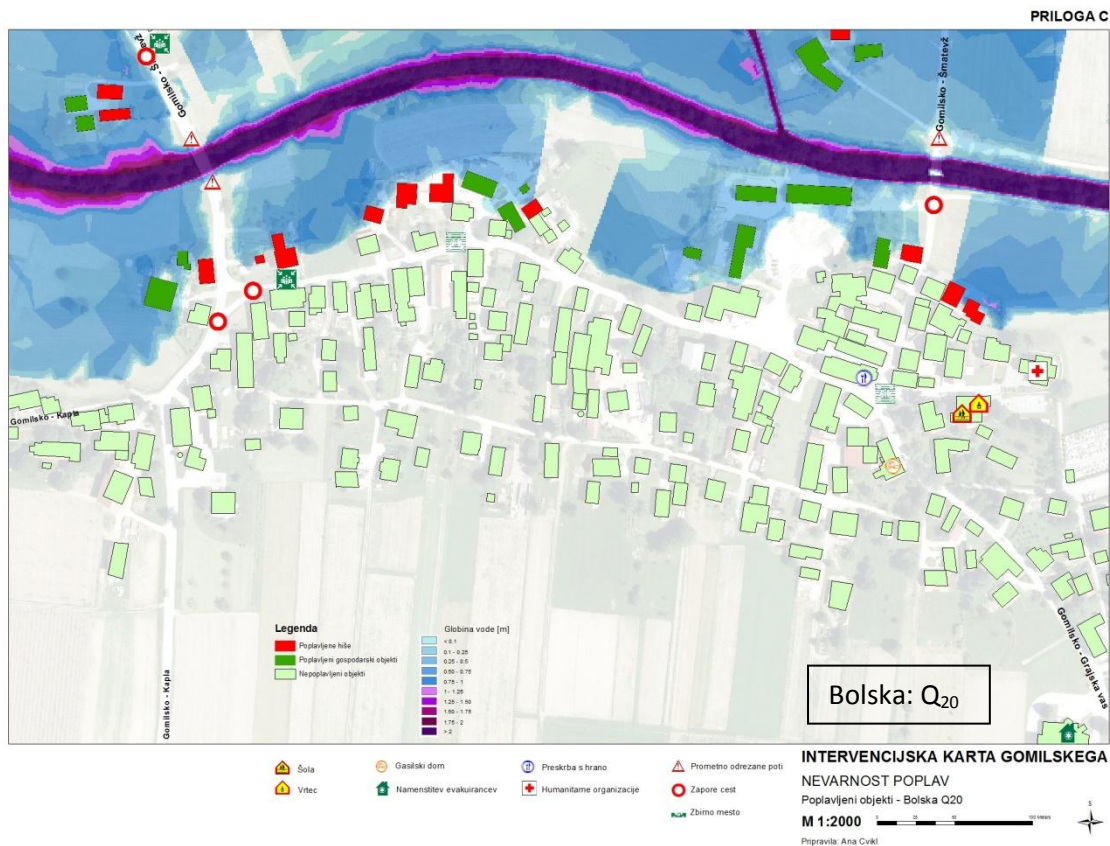 PRILOGA C
Gomilsko - Šmatevž
Gomilsko - Kapla
Gomilsko - Kapla
Gomilsko - Grajska vas
Legenda
Poplavljene hiše
Poplavljeni gospodarski objekti
Nepoplavljeni objekti
Globina vode [m]
< 0.1
0.1 - 0.25
0.25 - 0.5
0.50 - 0.75
0.75 - 1
1 - 1.25
1.25 - 1.50
1.50 - 1.75
1.75 - 2
> 2
Bolska: Q₂₀
Šola
Vrtec
Gasilski dom
Namenstitev evakuirancev
Preskrba s hrano
Humanitarne organizacije
Prometno odrezane poti
Zapore cest
Zbirno mesto
INTERVENCIJSKA KARTA GOMILSKEGA
NEVARNOST POPLAV
Poplavljeni objekti - Bolska Q20
M 1:2000
Pripravila: Ana Cvikl